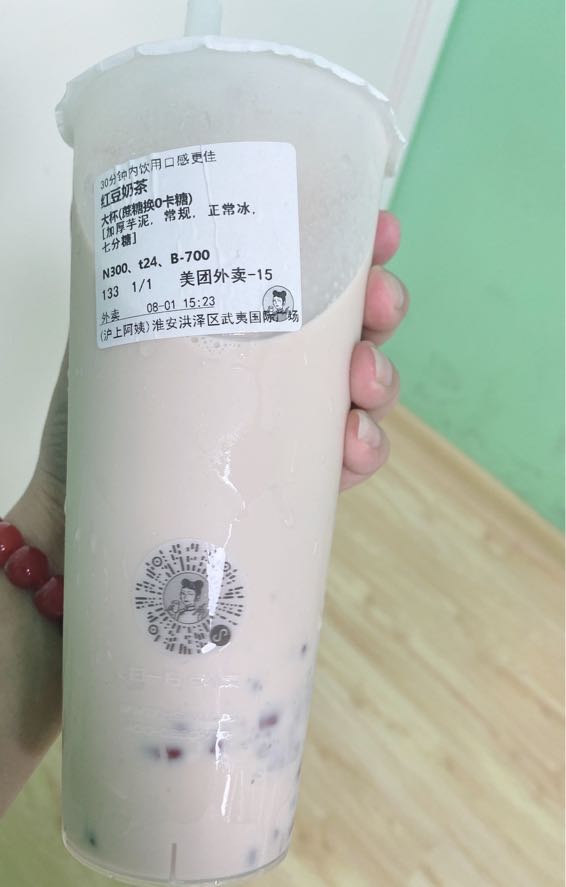 30分钟内饮用口感更佳
红豆奶茶
大杯(蔗糖换0卡糖)
[加厚芋泥, 常规, 正常冰,
七分糖]
N300、t24、B-700
133 1/1 美团外卖-15
外卖 08-01 15:23
(沪上阿姨)淮安洪泽区武夷国际广场